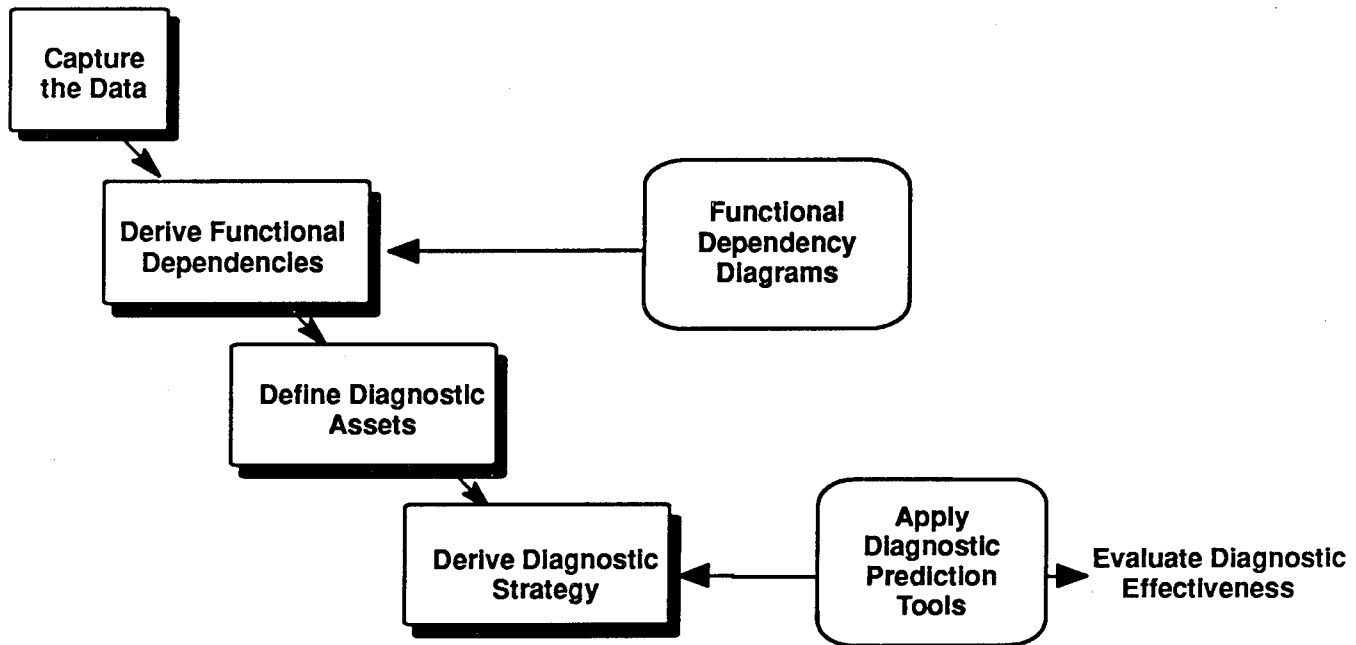 Capture
the Data
Derive Functional
Dependencies
Functional
Dependency
Diagrams
Define Diagnostic
Assets
Derive Diagnostic
Strategy
Apply
Diagnostic
Prediction
Tools
Evaluate Diagnostic
Effectiveness